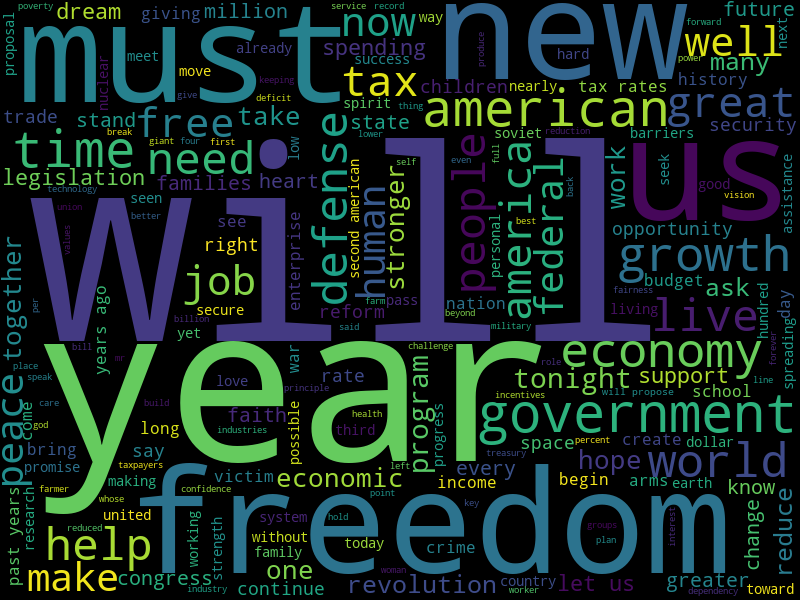 poverty
service
record
forward
proposal
dream
giving
million
already
meet
move
success
now
spending
way
must
new
produce
hard
power
well
many
future
next
nuclear
keeping
give
deficit
tax
children
nearly
tax rates
history
trade
stand
free
take
spirit
thing
state
american
great
barriers
security
break
giant
four
first
low
lower
soviet
reduction
time
need
defense
human
stronger
self
people
full
even
america
federal
back
work
seek
good
vision
us
assistance
legislation
families
heart
technology
union
better
values
seen
see
right
enterprise
second american
personal
best
opportunity
growth
will
job
secure
years ago
reform
farm
pass
nation
beyond
military
fairness
budget
ask
living
hundred
day
spreading
together
peace
per
billion
yet
said
live
bill
mr
war
rate
challenge
economy
role
line
forever
place
speak
love
principle
program
progress
tonight
support
school
year
care
god
come
build
faith
possible
health
third
incentives
will propose
government
bring
promise
long
say
industries
space
percent
create
dollar
farmer
making
taxpayers
victim
economic
left
every
treasury
hope
world
past years
research
whose
united
confidence
income
begin
arms
earth
know
reduced
working
strength
system
point
key
groups
interest
change
reduce
help
without
hold
today
crime
plan
freedom
family
make
congress
one
woman
revolution
country
let us
greater
dependency
industry
continue
worker
toward